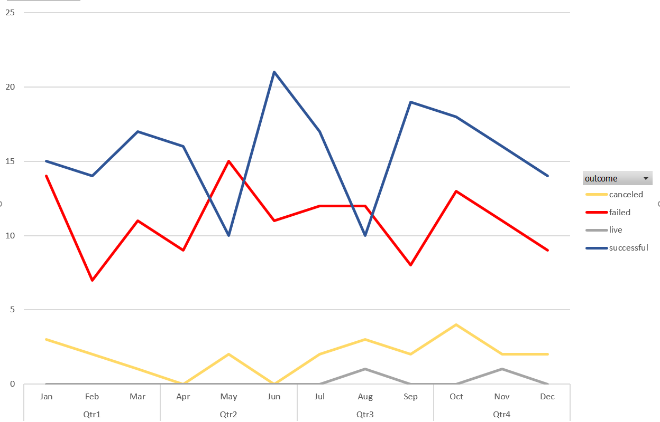 25
20
15
10
5
0
Jan Feb Mar Apr May Jun Jul Aug Sep Oct Nov Dec
Qtr1 Qtr2 Qtr3 Qtr4
outcome
canceled
failed
live
successful